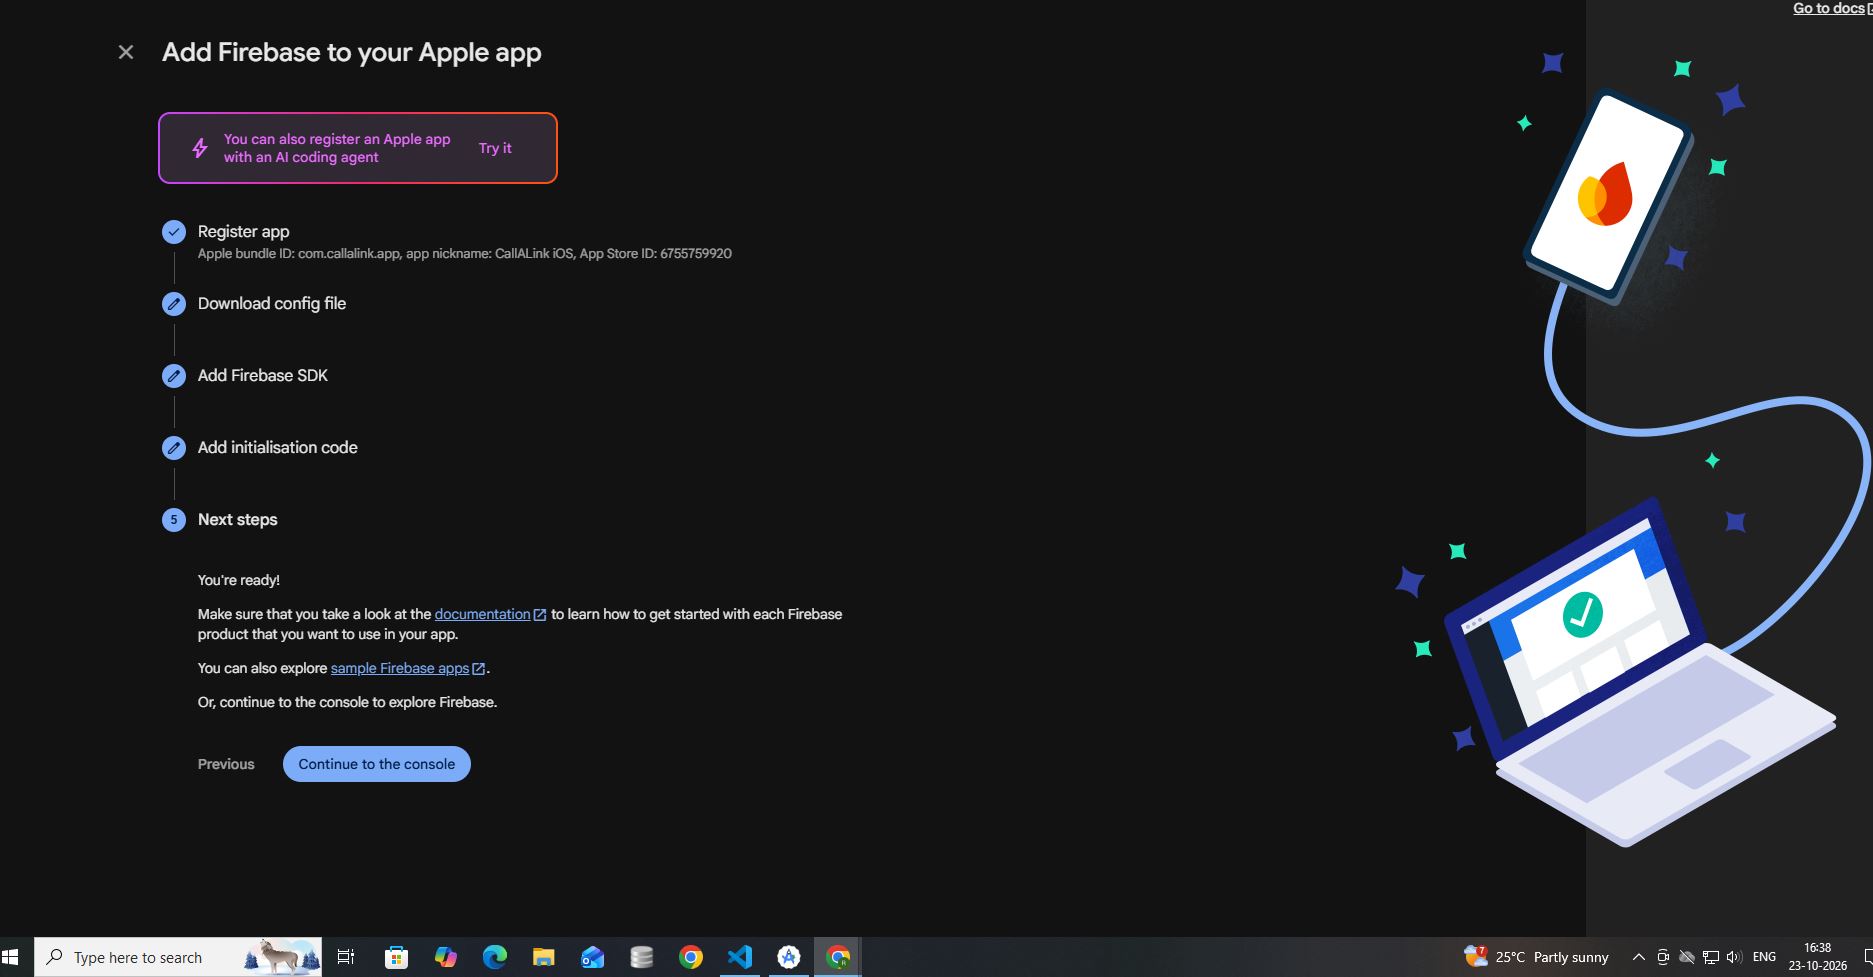 Go to docs
Add Firebase to your Apple app
You can also register an Apple app
with an AI coding agent
Try it
Register app
Apple bundle ID: com.callalink.app, app nickname: CallALink iOS, App Store ID: 6755759920
Download config file
Add Firebase SDK
Add initialisation code
5 Next steps
You're ready!
Make sure that you take a look at the documentation to learn how to get started with each Firebase
product that you want to use in your app.
You can also explore sample Firebase apps.
Or, continue to the console to explore Firebase.
Previous
Continue to the console
Type here to search
7
25°C Partly sunny
ENG
16:38
23-10-2026